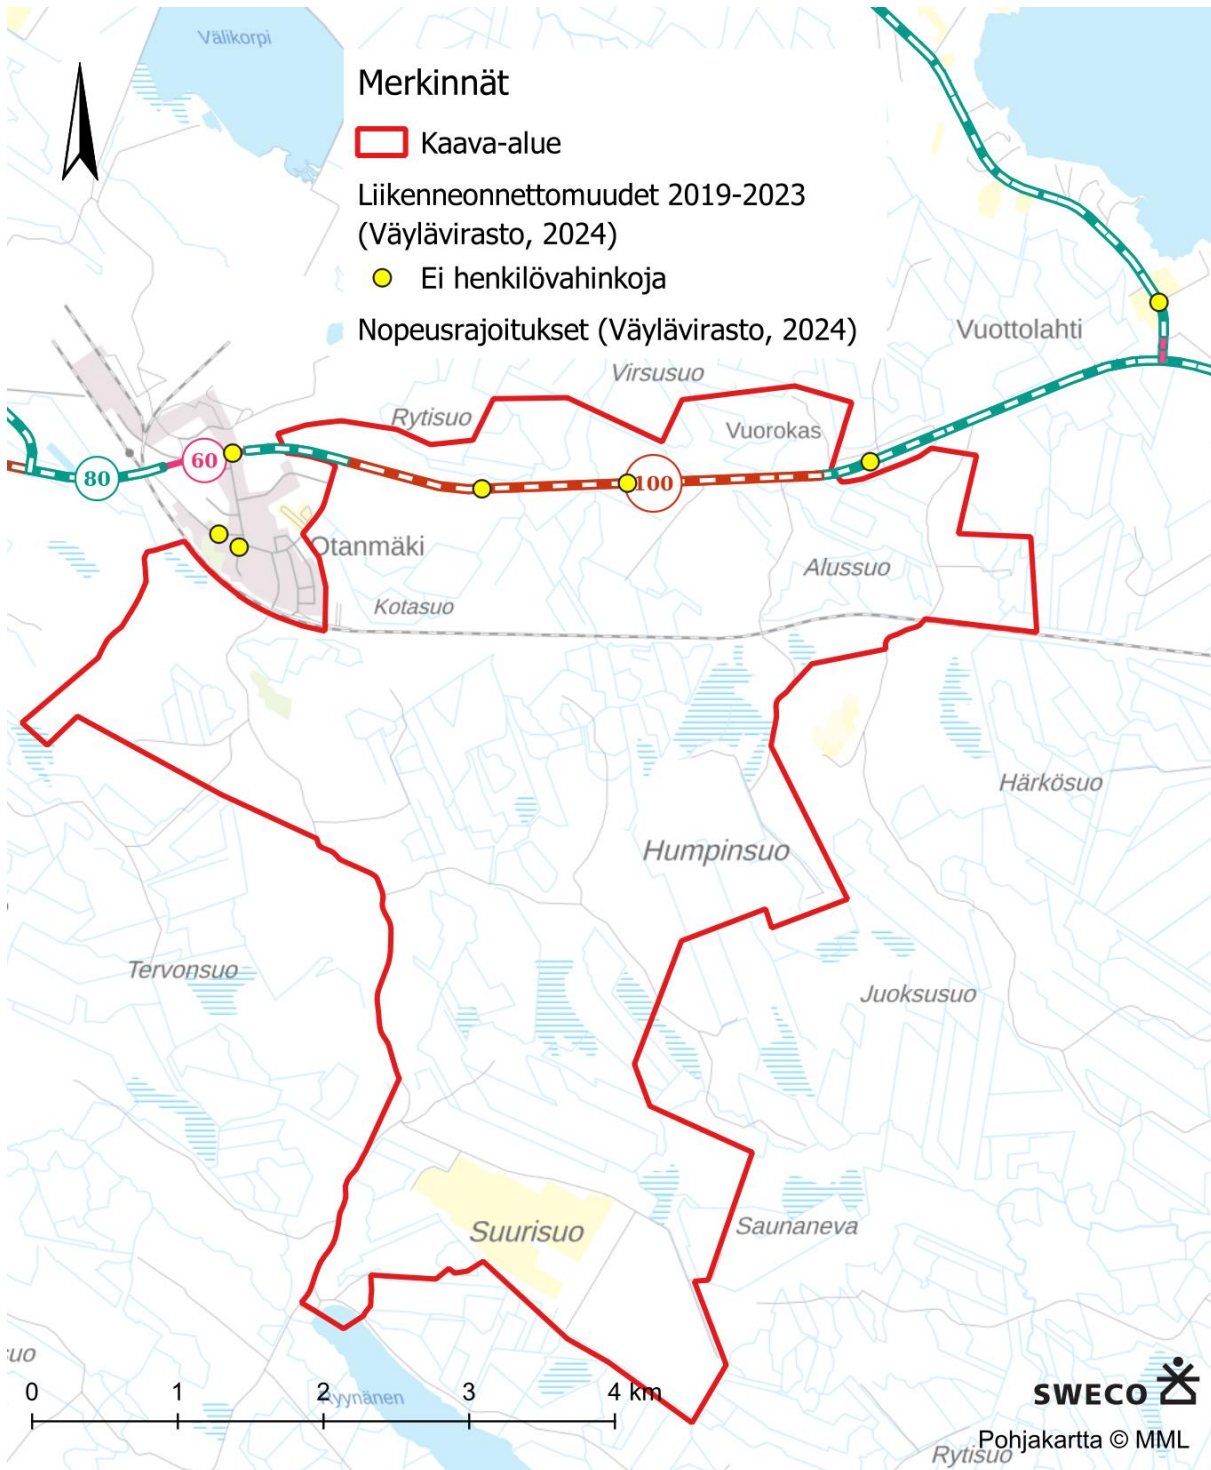 Välikorpi
Merkinnät
Kaava-alue
Liikenneonnettomuudet 2019-2023
(Väylävirasto, 2024)
Ei henkilövahinkoja
Nopeusrajoitukset (Väylävirasto, 2024)
Vuottolahti
Virsusuo
Rytisuo
Vuorokas
60
80
100
Otanmäki
Alussuo
Kotasuo
Härkösuo
Humpinsuo
Tervonsuo
Juoksusuo
Suurisuo
Saunaneva
uo
0 1 2 3 4 km
yynänen
SWECO
Pohjakartta © MML
Rytisuo